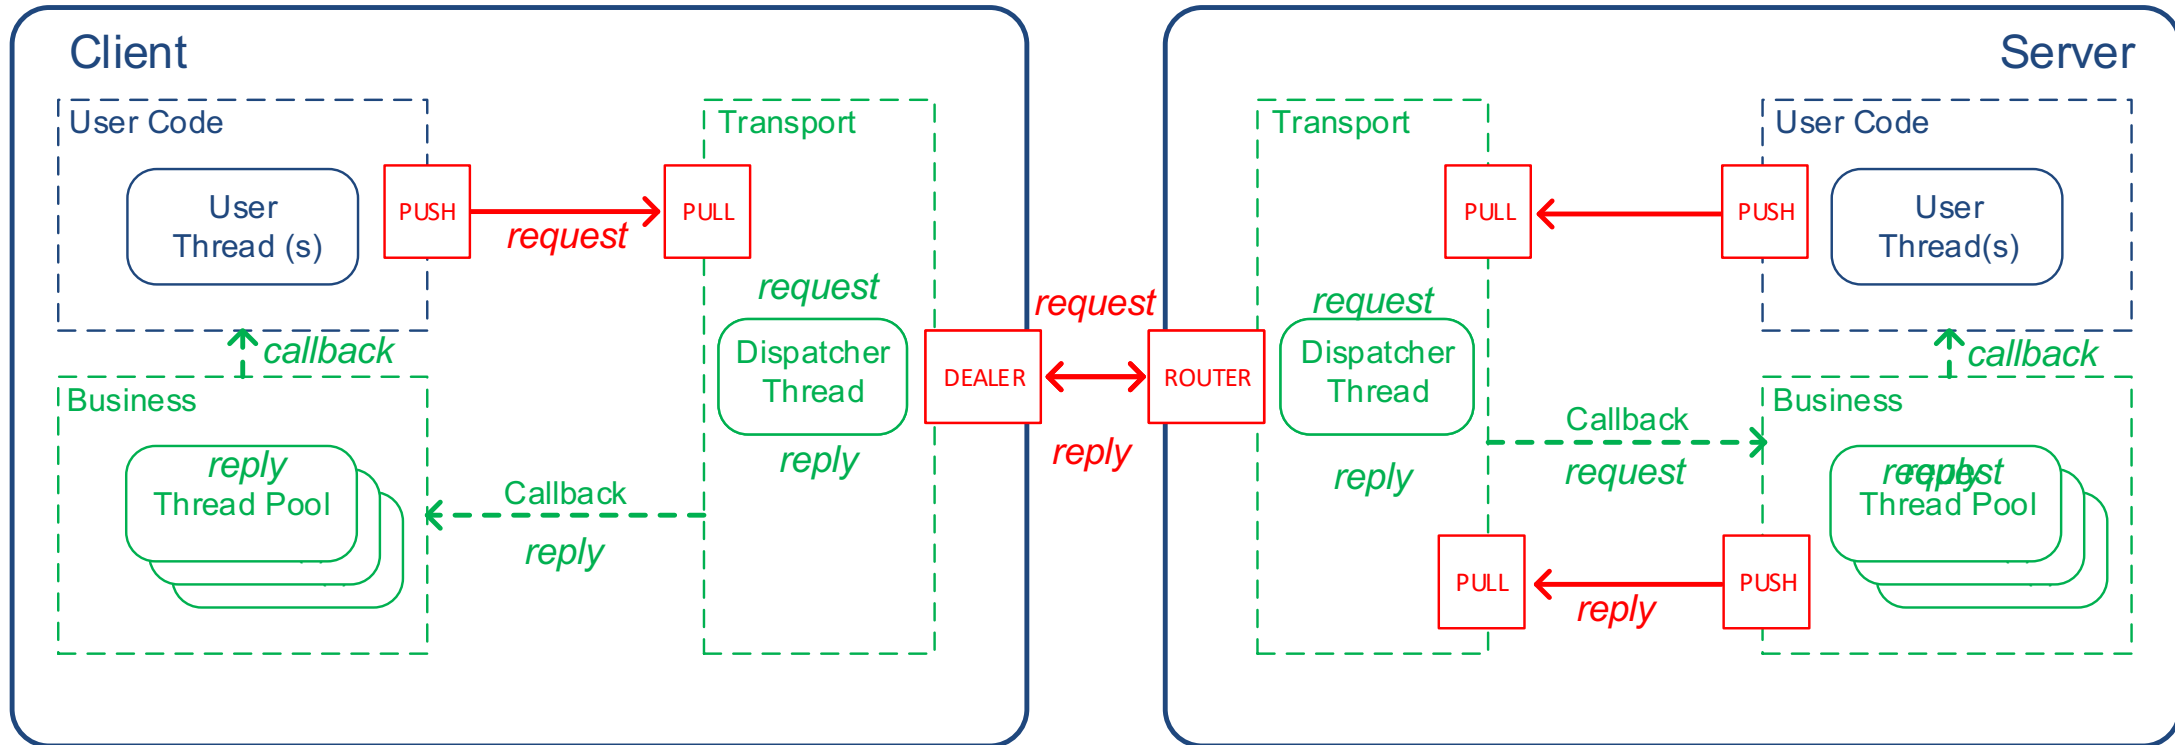 Client
User Code
User
Thread (s)
PUSH
request
PULL
Transport
request
Dispatcher
Thread
reply
DEALER
callback
Business
reply
Thread Pool
Callback
reply
request
reply
Server
Transport
request
Dispatcher
Thread
reply
ROUTER
PULL
PUSH
User Code
User
Thread(s)
callback
Callback
request
Business
request
reply
Thread Pool
PULL
reply
PUSH